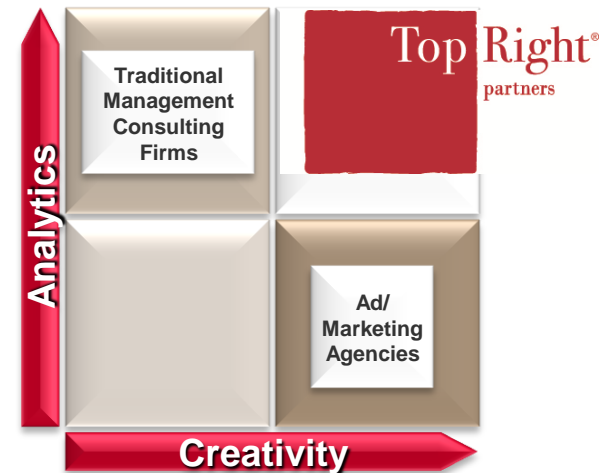 Top Right®
partners
Traditional
Management
Consulting
Firms
Analytics
Ad/
Marketing
Agencies
Creativity